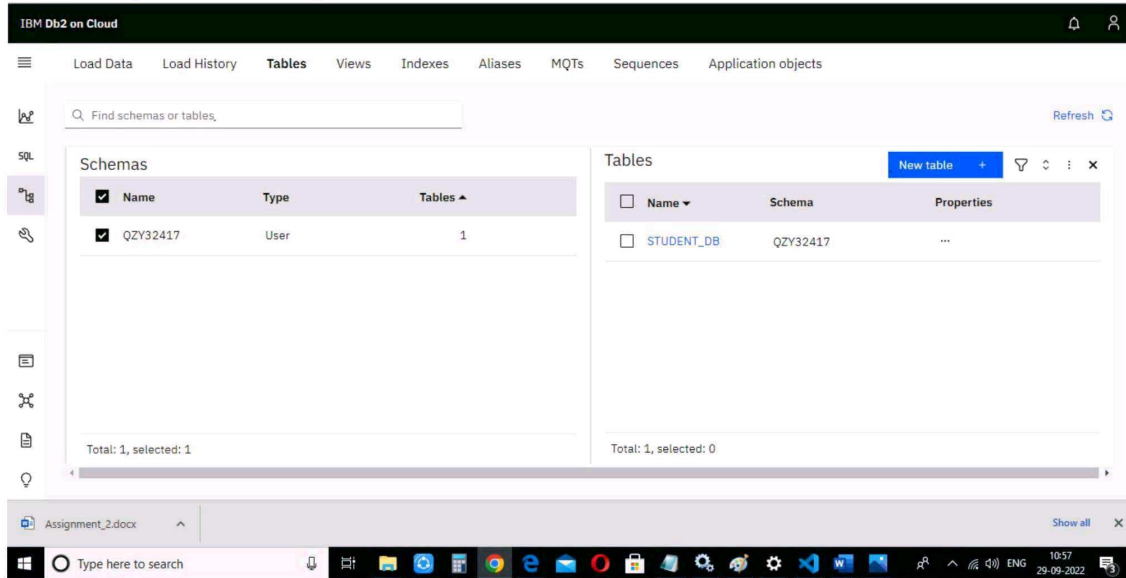 IBM Db2 on Cloud
Load Data Load History Tables Views Indexes Aliases MQTs Sequences Application objects
Find schemas or tables
Refresh
SQL
Schemas
Name Type Tables
QZY32417 User 1
Total: 1, selected: 1
Tables
New table +
Name Schema Properties
STUDENT_DB QZY32417 ...
Total: 1, selected: 0
Assignment_2.docx
Show all
Type here to search
ENG
10:57
29-09-2022
3